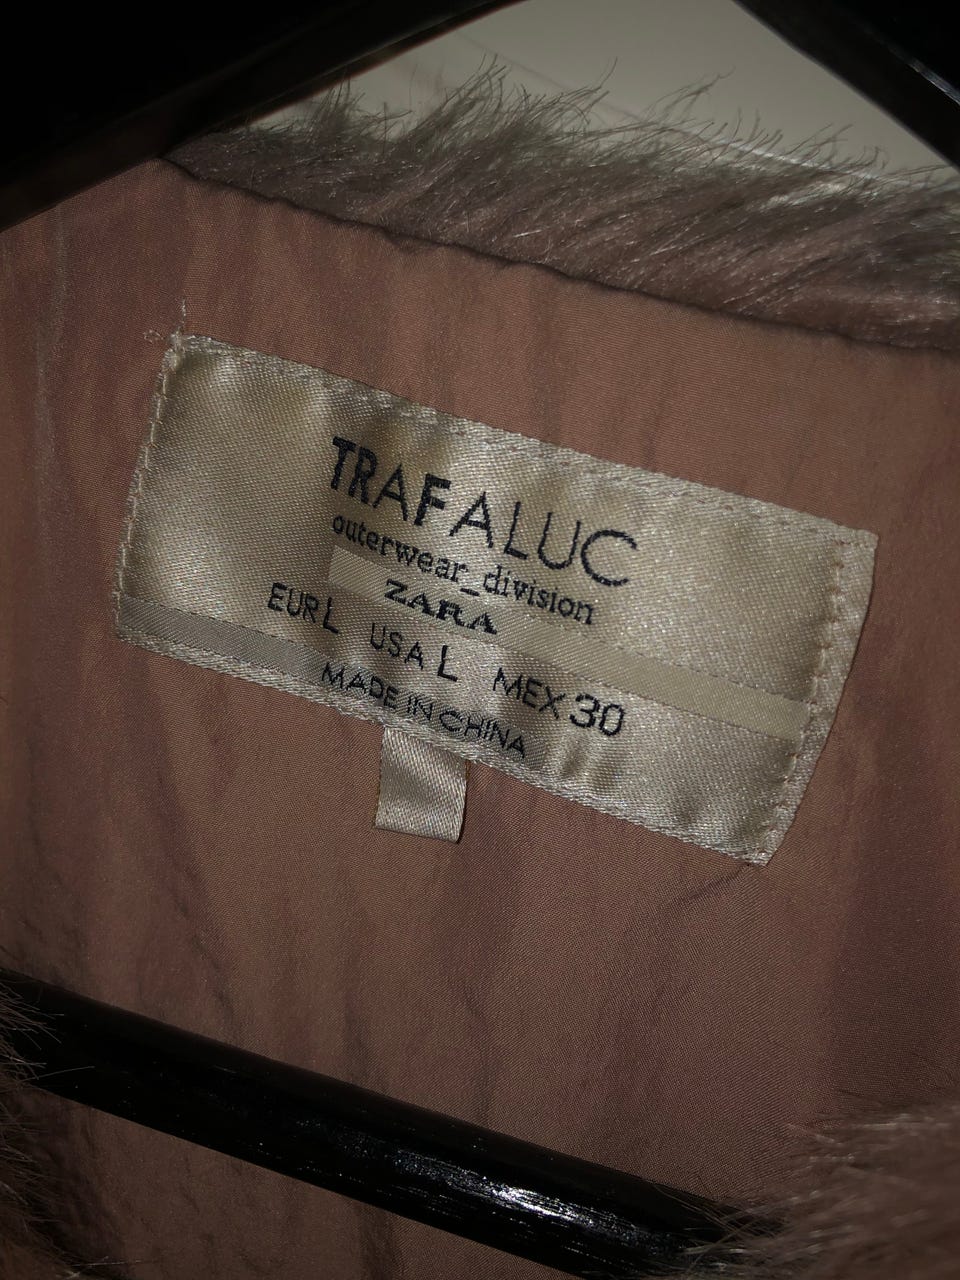 TRAFALUC
outerwear_division
ZARA
EUR L USA L MEX 30
MADE IN CHINA